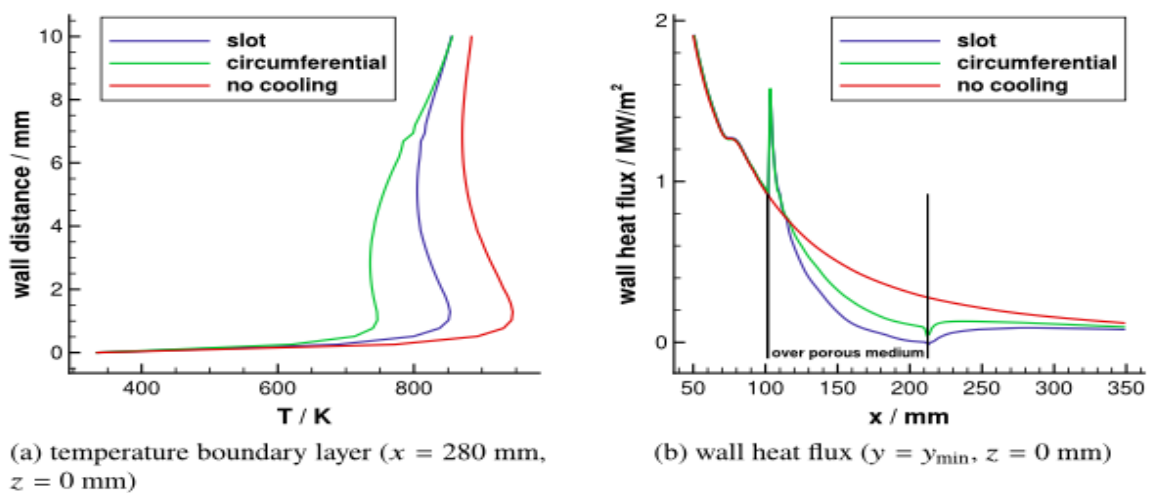 slot
circumferential
no cooling
10
8
6
4
2
0
wall distance / mm
400
600
800
T / K
(a) temperature boundary layer (x = 280 mm,
z = 0 mm)
slot
circumferential
no cooling
2
1
0
wall heat flux / MW/m²
over porous medium
50
100
150
200
250
300
350
x / mm
(b) wall heat flux (y = ymin, z = 0 mm)